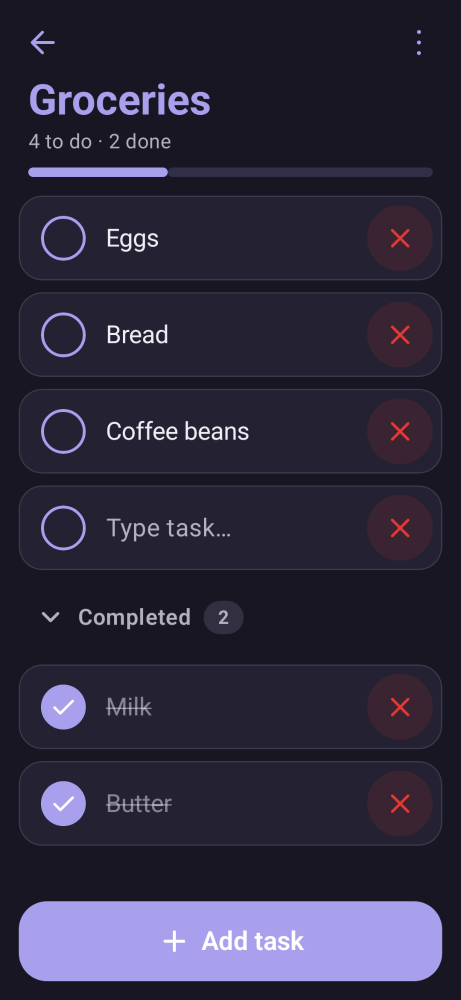 Groceries
4 to do · 2 done
Eggs
Bread
Coffee beans
Type task…
Completed 2
Milk
Butter
Add task